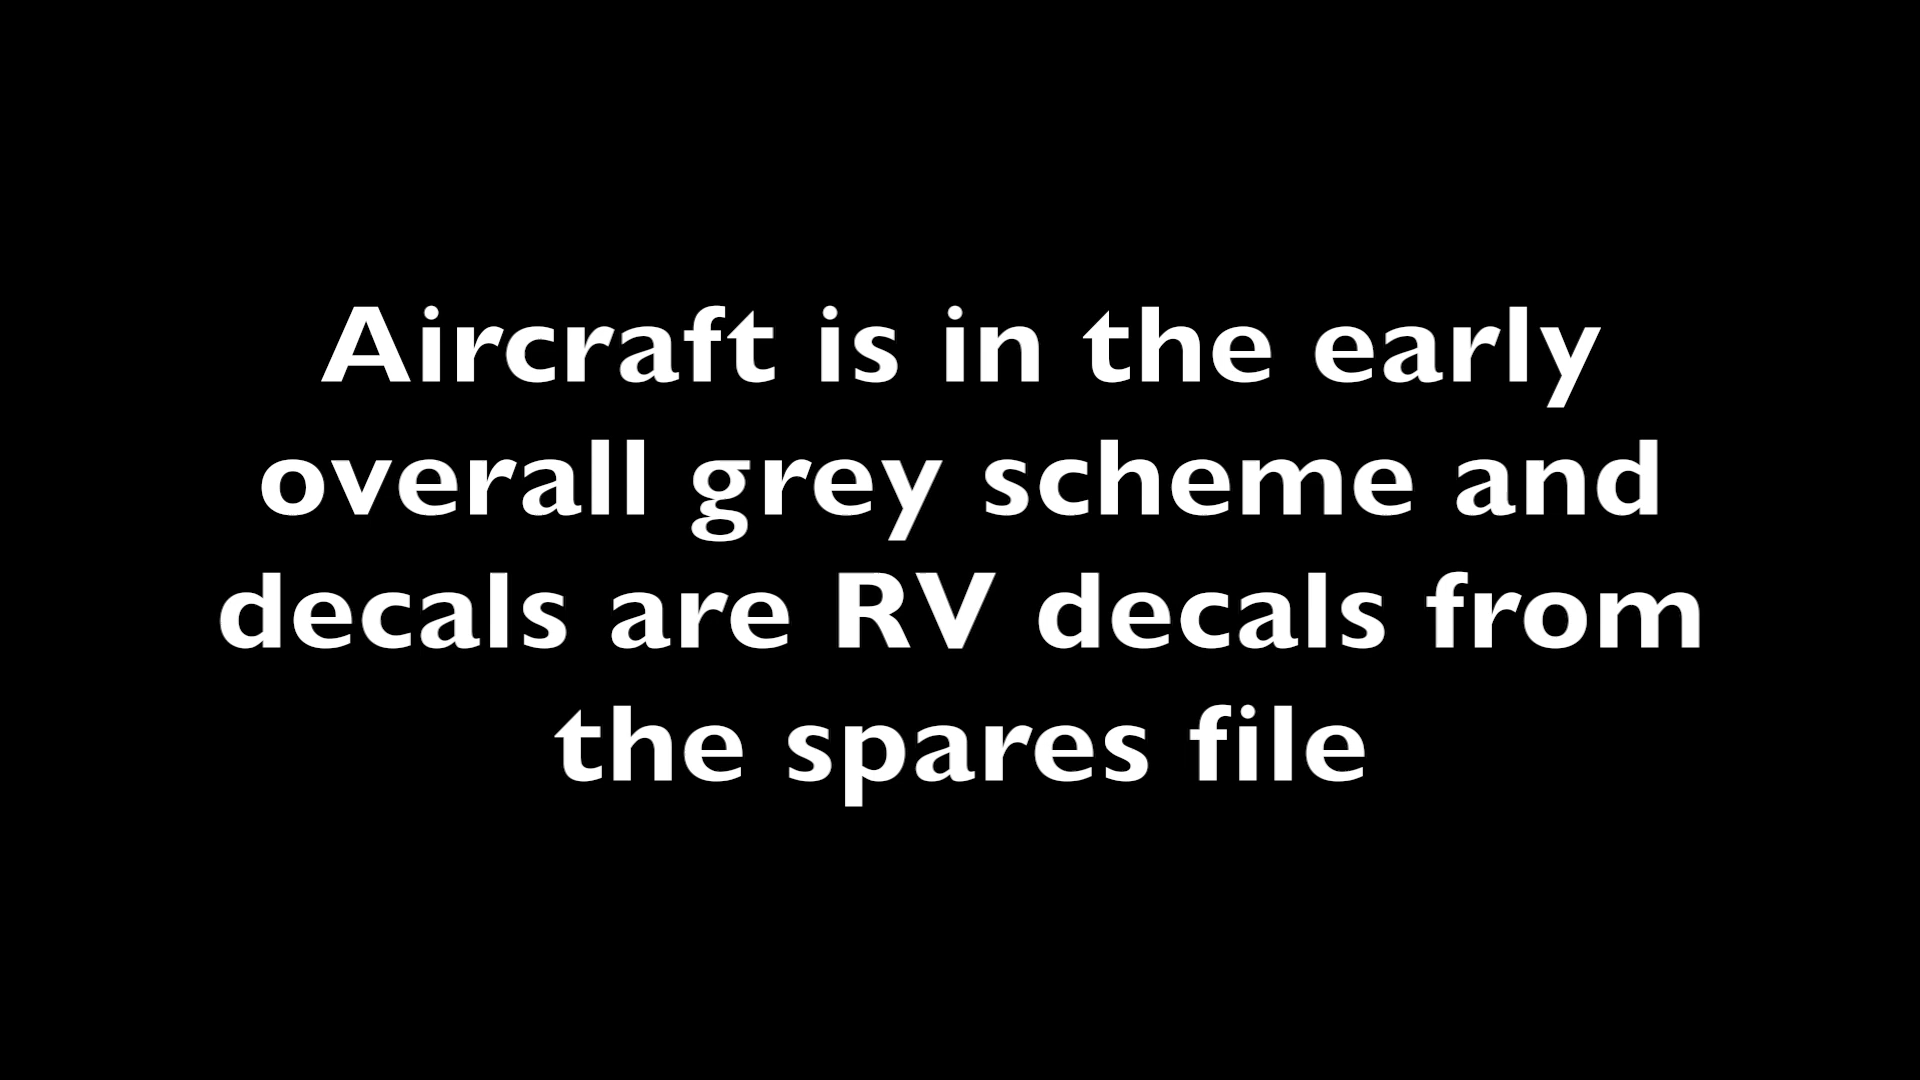 Aircraft is in the early
overall grey scheme and
decals are RV decals from
the spares file